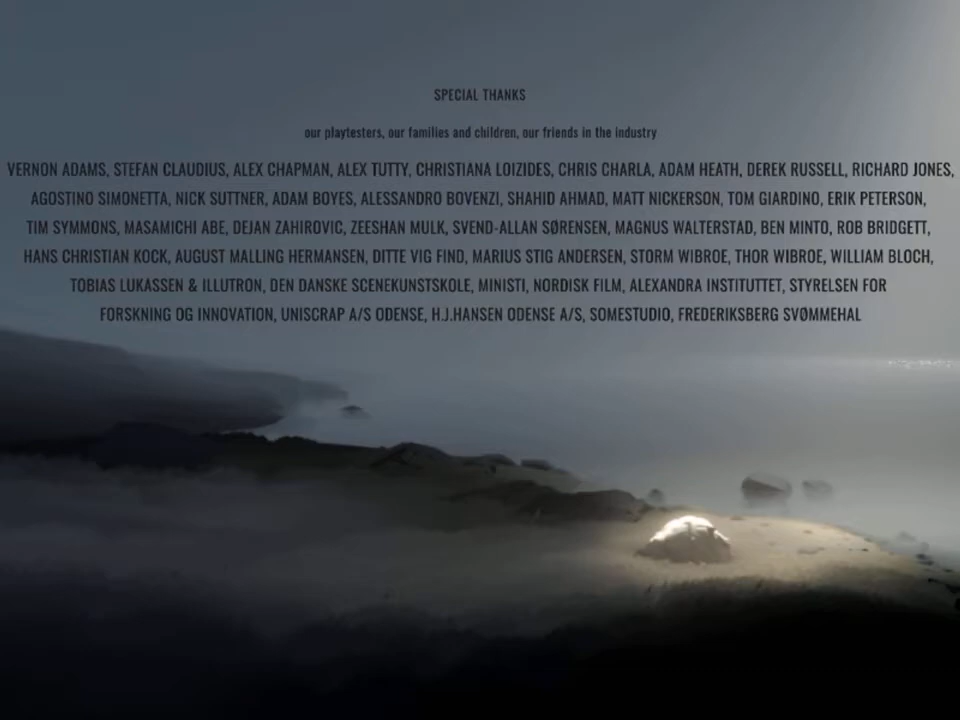 SPECIAL THANKS
our playtesters, our families and children, our friends in the industry
VERNON ADAMS, STEFAN CLAUDIUS, ALEX CHAPMAN, ALEX TUTTY, CHRISTIANA LOIZIDES, CHRIS CHARLA, ADAM HEATH, DEREK RUSSELL, RICHARD JONES,
AGOSTINO SIMONETTA, NICK SUTTNER, ADAM BOYES, ALESSANDRO BOVENZI, SHAHID AHMAD, MATT NICKERSON, TOM GIARDINO, ERIK PETERSON,
TIM SYMMONS, MASAMICHI ABE, DEJAN ZAHIROVIC, ZEESHAN MULK, SVEND-ALLAN SØRENSEN, MAGNUS WALTERSTAD, BEN MINTO, ROB BRIDGETT,
HANS CHRISTIAN KOCK, AUGUST MALLING HERMANSEN, DITTE VIG FIND, MARIUS STIG ANDERSEN, STORM WIBROE, THOR WIBROE, WILLIAM BLOCH,
TOBIAS LUKASSEN & ILLUTRON, DEN DANSKE SCENEKUNSTSKOLE, MINISTI, NORDISK FILM, ALEXANDRA INSTITUTTET, STYRELSEN FOR
FORSKNING OG INNOVATION, UNISCRAP A/S ODENSE, H.J.HANSEN ODENSE A/S, SOMESTUDIO, FREDERIKSBERG SVØMMEHAL